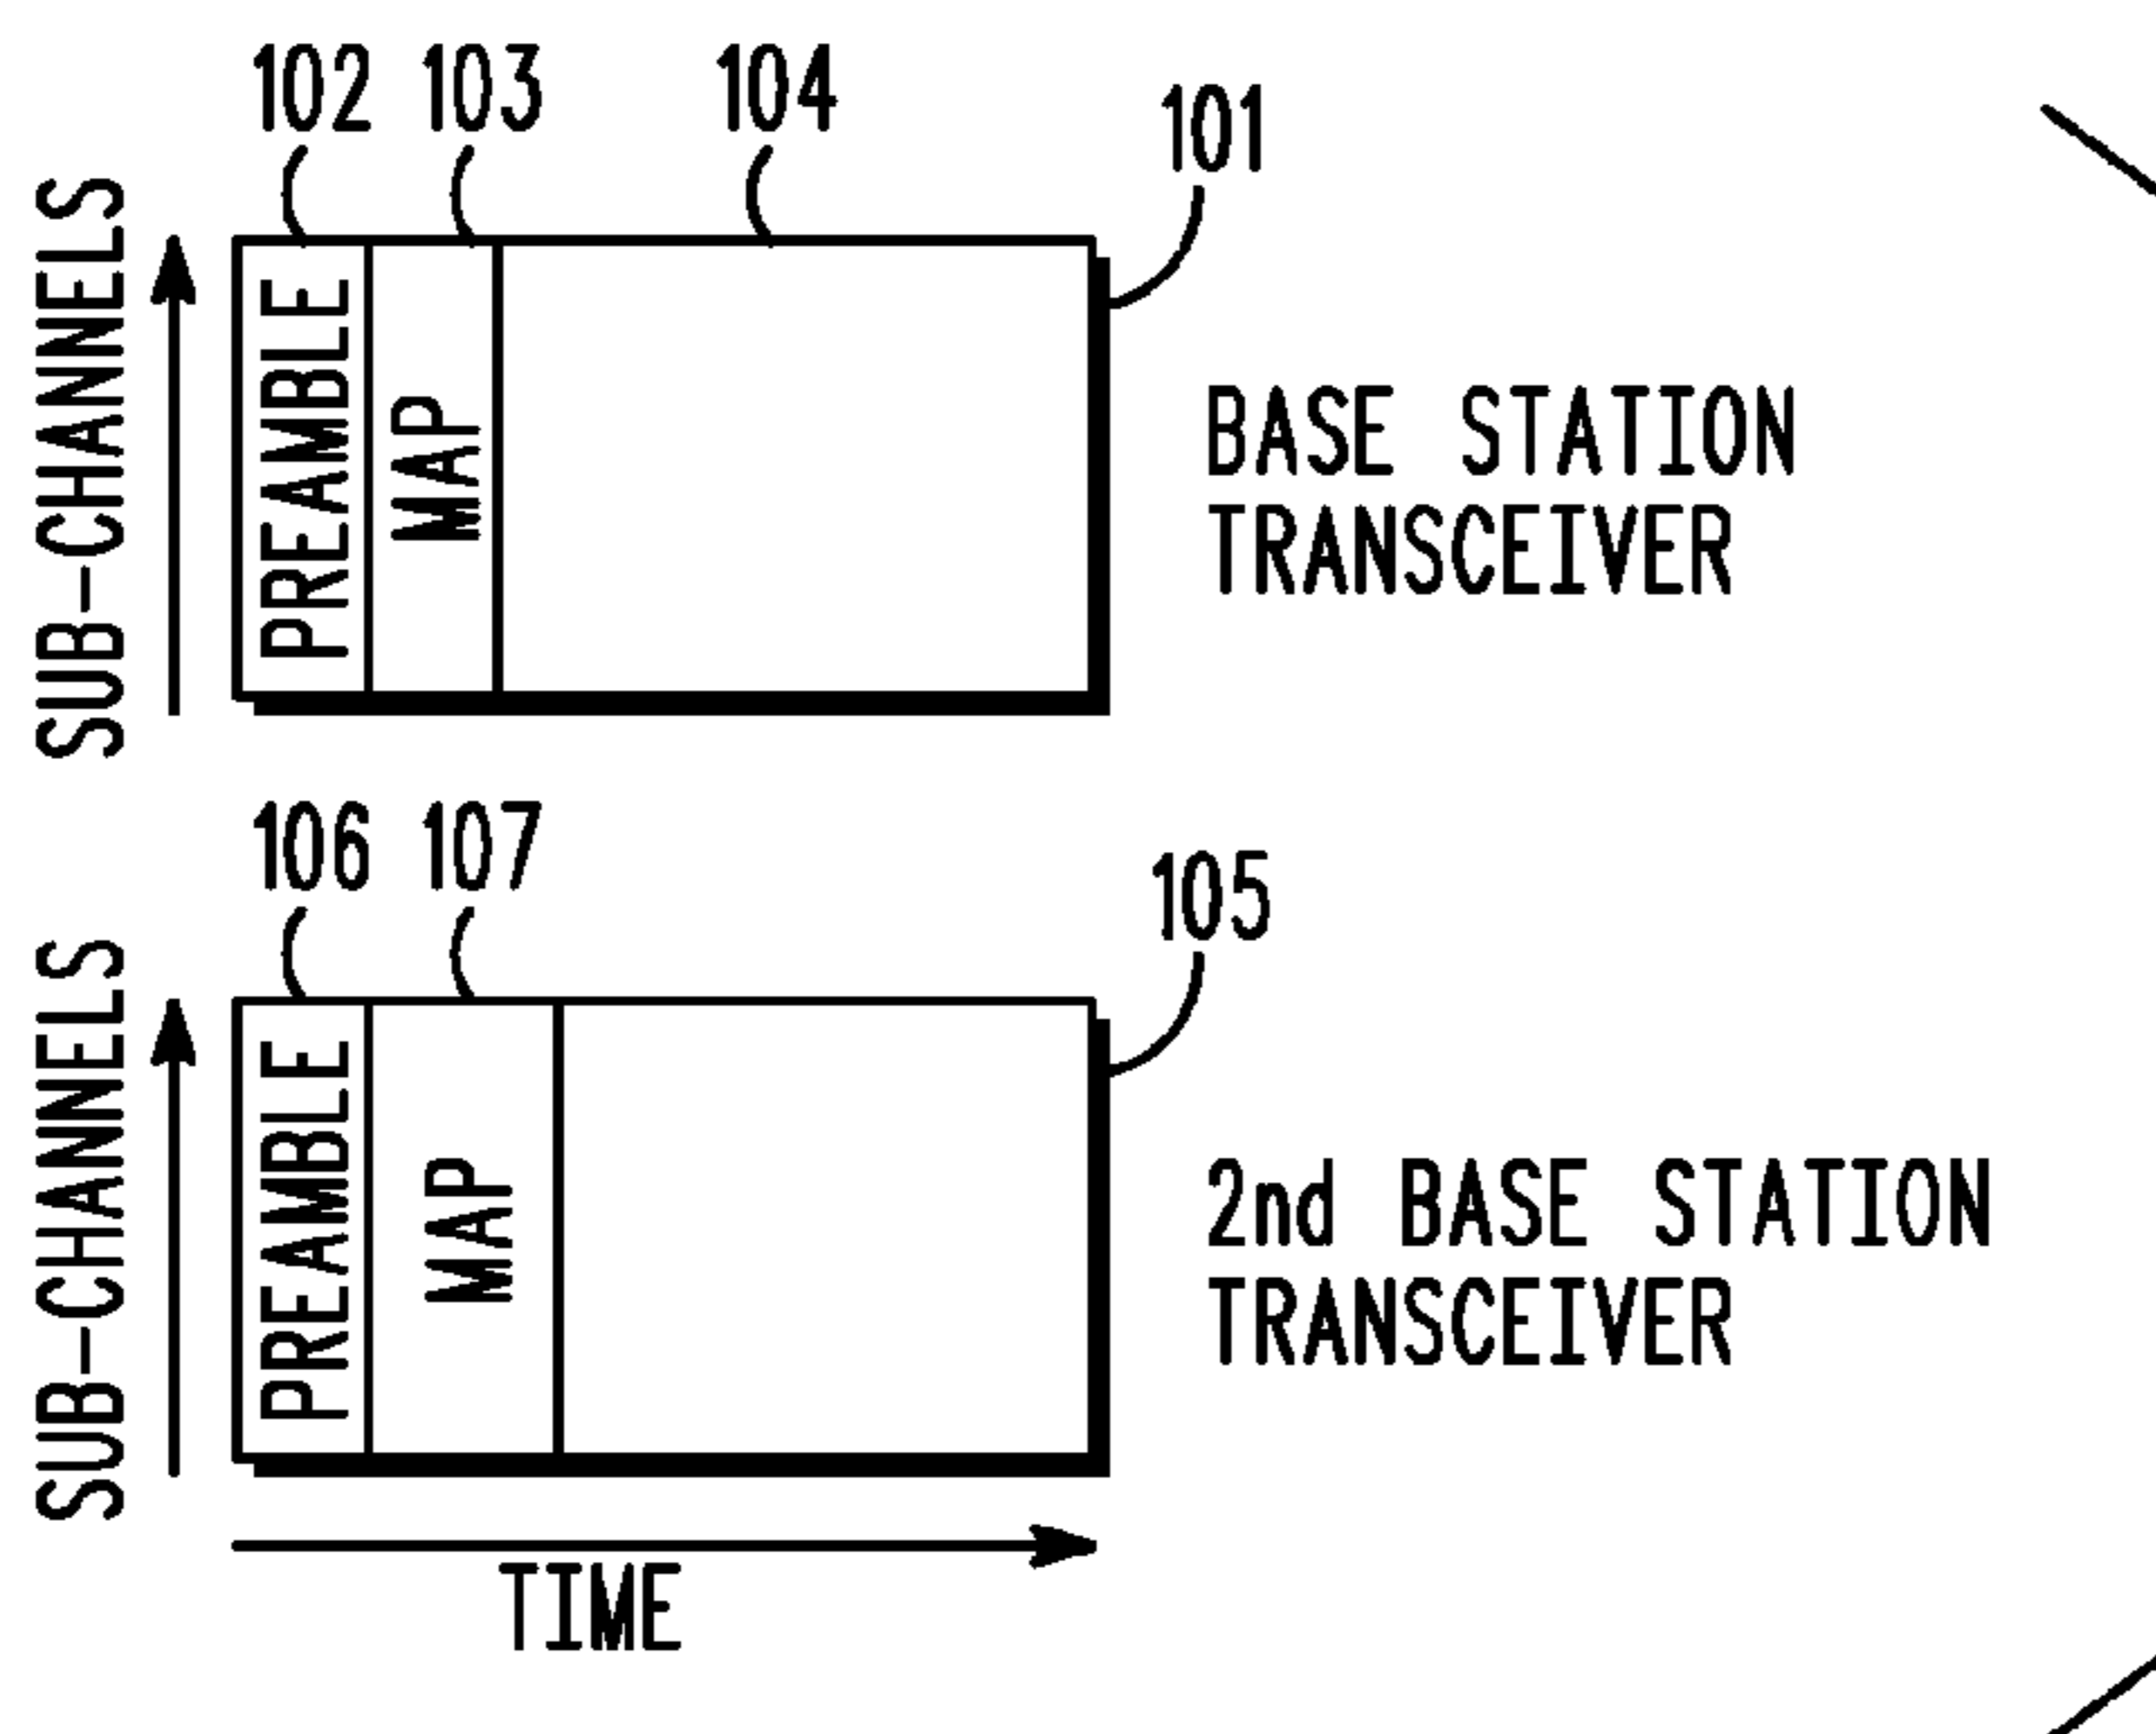 102 103 104 101
SUB-CHANNELS
PREAMBLE
MAP
BASE STATION
TRANSCEIVER
106 107 105
SUB-CHANNELS
PREAMBLE
MAP
2nd BASE STATION
TRANSCEIVER
TIME